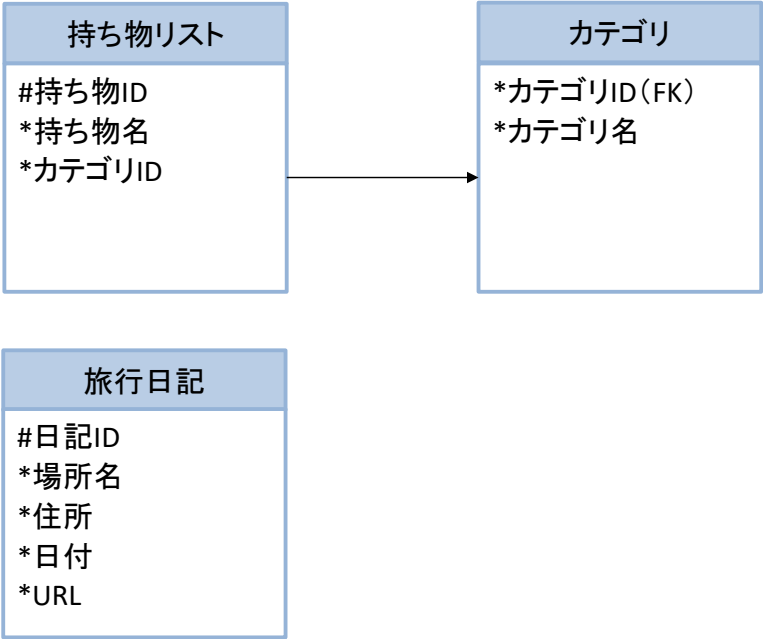 持ち物リスト
#持ち物ID
*持ち物名
*カテゴリID
カテゴリ
*カテゴリID（FK）
*カテゴリ名
旅行日記
#日記ID
*場所名
*住所
*日付
*URL